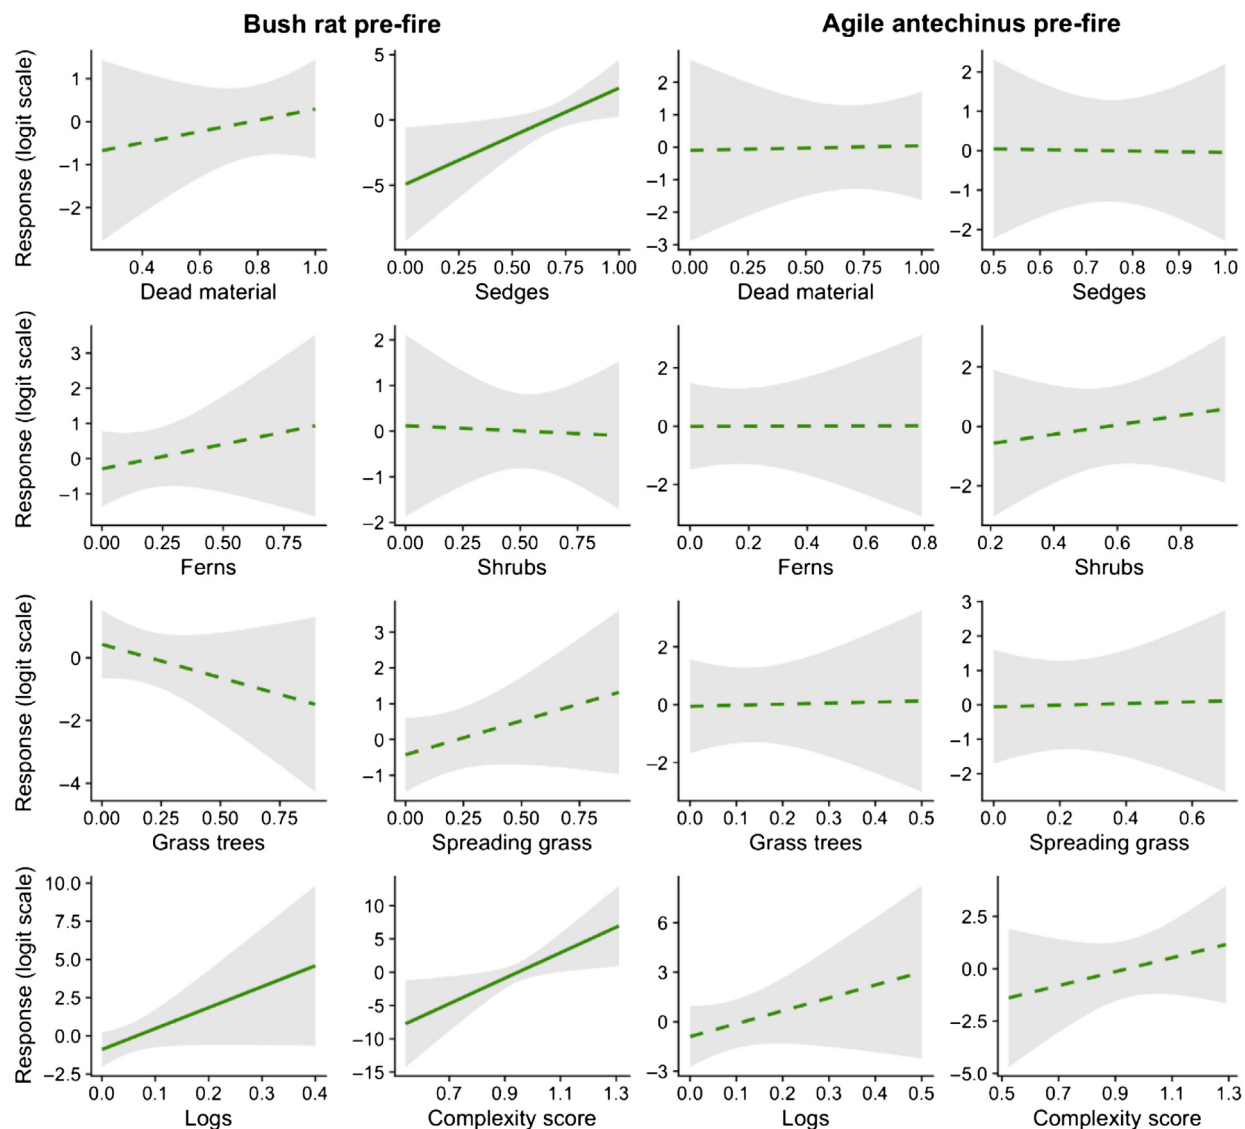 Bush rat pre-fire Agile antechinus pre-fire
Response (logit scale)
1
0
−1
−2
0.4 0.6 0.8 1.0
Dead material
5
0
−5
0.00 0.25 0.50 0.75 1.00
Sedges
2
1
0
−1
−2
−3
0.00 0.25 0.50 0.75 1.00
Dead material
2
1
0
−1
−2
0.5 0.6 0.7 0.8 0.9 1.0
Sedges
Response (logit scale)
3
2
1
0
−1
0.00 0.25 0.50 0.75
Ferns
2
1
0
−1
−2
0.00 0.25 0.50 0.75
Shrubs
2
0
−2
0.0 0.2 0.4 0.6 0.8
Ferns
2
0
−2
0.2 0.4 0.6 0.8
Shrubs
Response (logit scale)
0
−2
−4
0.00 0.25 0.50 0.75
Grass trees
3
2
1
0
−1
0.00 0.25 0.50 0.75
Spreading grass
2
0
−2
0.0 0.1 0.2 0.3 0.4 0.5
Grass trees
3
2
1
0
−1
−2
0.0 0.2 0.4 0.6
Spreading grass
Response (logit scale)
10.0
7.5
5.0
2.5
0.0
−2.5
0.0 0.1 0.2 0.3 0.4
Logs
10
5
0
−5
−10
−15
0.7 0.9 1.1 1.3
Complexity score
6
3
0
−3
0.0 0.1 0.2 0.3 0.4 0.5
Logs
2.5
0.0
−2.5
−5.0
0.5 0.7 0.9 1.1 1.3
Complexity score